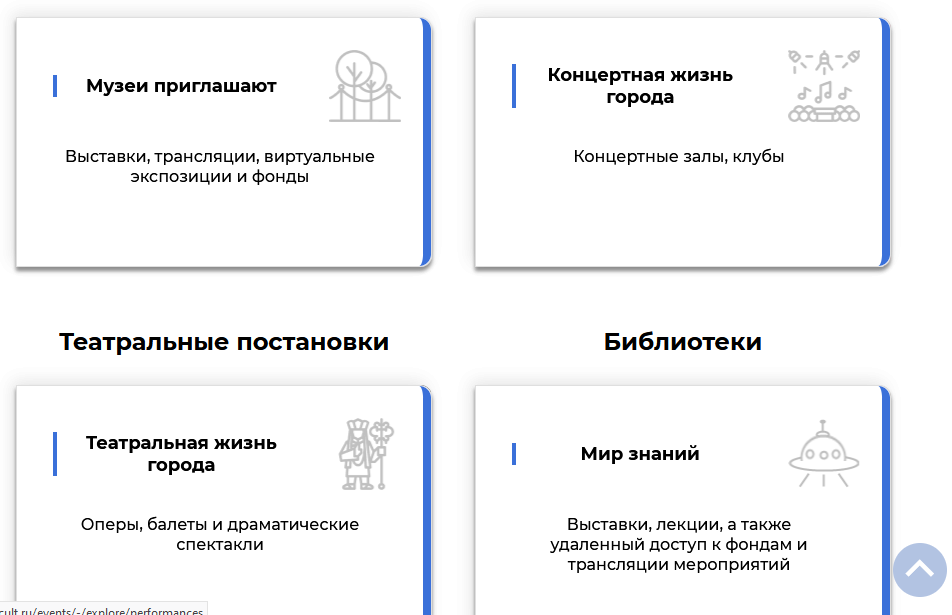 Музеи приглашают
Выставки, трансляции, виртуальные
экспозиции и фонды
Концертная жизнь
города
Концертные залы, клубы
Театральные постановки
Библиотеки
Театральная жизнь
города
Оперы, балеты и драматические
спектакли
Мир знаний
Выставки, лекции, а также
удаленный доступ к фондам и
трансляции мероприятий
cult.ru/events/-/explore/performances